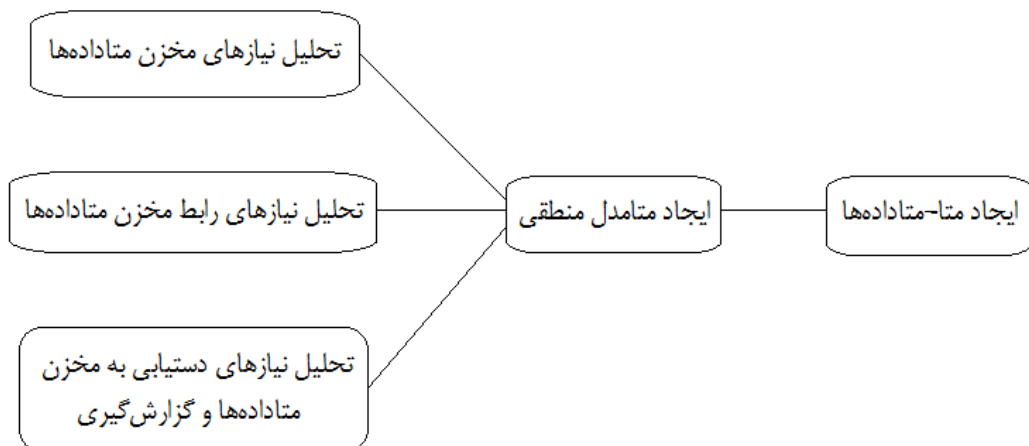 تحلیل نیازهای مخزن متاداده‌ها
تحلیل نیازهای رابط مخزن متاداده‌ها
تحلیل نیازهای دستیابی به مخزن
متاداده‌ها و گزارش‌گیری
ایجاد متامدل منطقی
ایجاد متا-متاداده‌ها